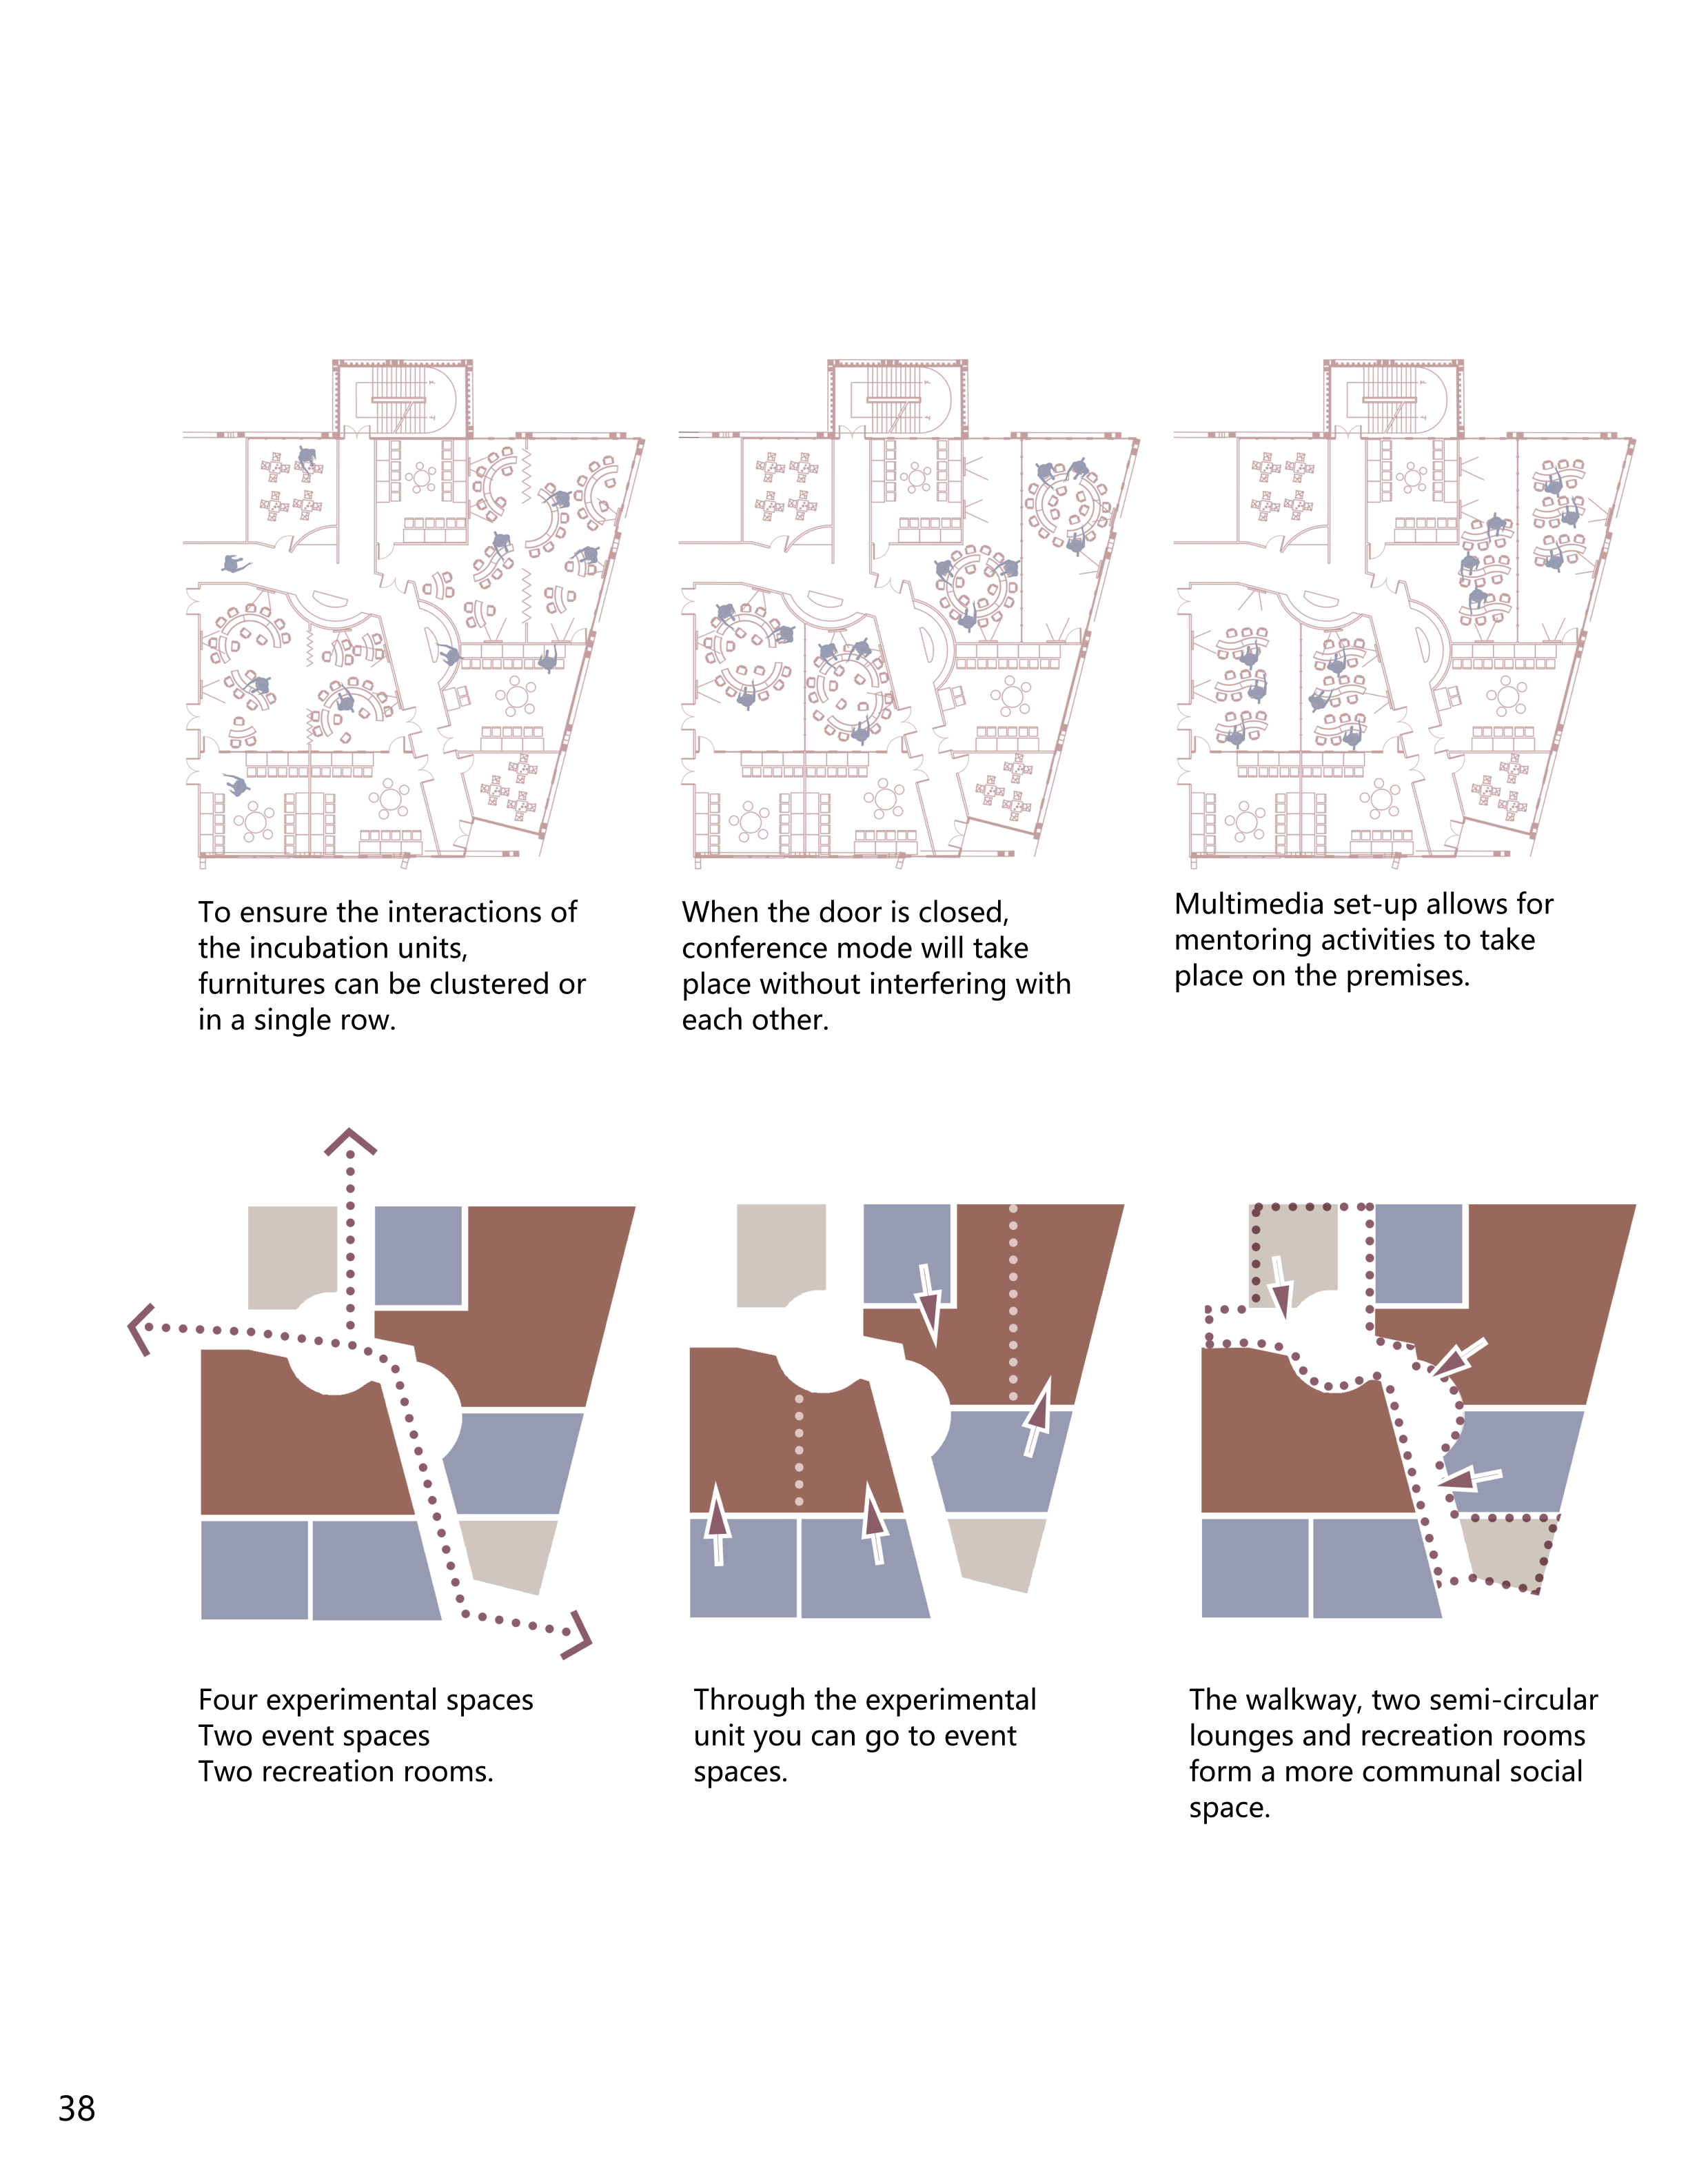 To ensure the interactions of
the incubation units,
furnitures can be clustered or
in a single row.
When the door is closed,
conference mode will take
place without interfering with
each other.
Multimedia set-up allows for
mentoring activities to take
place on the premises.
Four experimental spaces
Two event spaces
Two recreation rooms.
Through the experimental
unit you can go to event
spaces.
The walkway, two semi-circular
lounges and recreation rooms
form a more communal social
space.
38